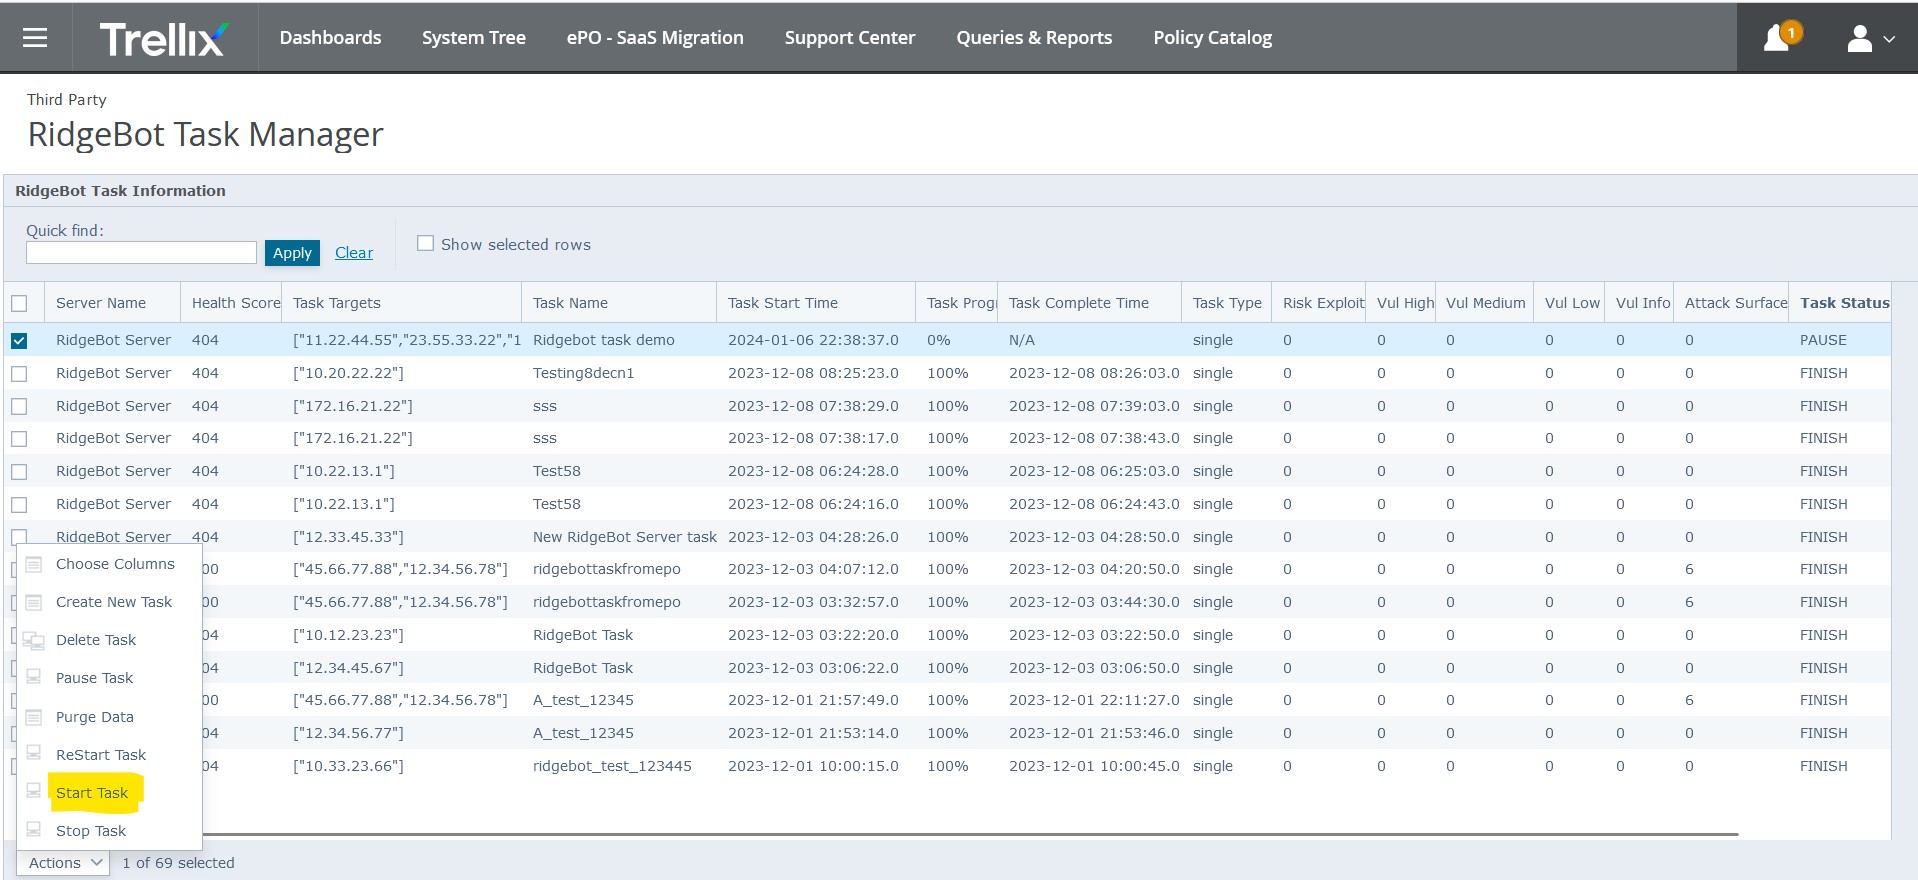 Trellix Dashboards System Tree ePO - SaaS Migration Support Center Queries & Reports Policy Catalog 1
Third Party
RidgeBot Task Manager
RidgeBot Task Information
Quick find:
Apply Clear Show selected rows
Server Name Health Score Task Targets Task Name Task Start Time Task Progr Task Complete Time Task Type Risk Exploit Vul High Vul Medium Vul Low Vul Info Attack Surface Task Status
RidgeBot Server 404 ["11.22.44.55","23.55.33.22","1 Ridgebot task demo 2024-01-06 22:38:37.0 0% N/A single 0 0 0 0 0 0 PAUSE
RidgeBot Server 404 ["10.20.22.22"] Testing8decn1 2023-12-08 08:25:23.0 100% 2023-12-08 08:26:03.0 single 0 0 0 0 0 0 FINISH
RidgeBot Server 404 ["172.16.21.22"] sss 2023-12-08 07:38:29.0 100% 2023-12-08 07:39:03.0 single 0 0 0 0 0 0 FINISH
RidgeBot Server 404 ["172.16.21.22"] sss 2023-12-08 07:38:17.0 100% 2023-12-08 07:38:43.0 single 0 0 0 0 0 0 FINISH
RidgeBot Server 404 ["10.22.13.1"] Test58 2023-12-08 06:24:28.0 100% 2023-12-08 06:25:03.0 single 0 0 0 0 0 0 FINISH
RidgeBot Server 404 ["10.22.13.1"] Test58 2023-12-08 06:24:16.0 100% 2023-12-08 06:24:43.0 single 0 0 0 0 0 0 FINISH
RidgeBot Server 404 ["12.33.45.33"] New RidgeBot Server task 2023-12-03 04:28:26.0 100% 2023-12-03 04:28:50.0 single 0 0 0 0 0 0 FINISH
00 ["45.66.77.88","12.34.56.78"] ridgebottaskfromepo 2023-12-03 04:07:12.0 100% 2023-12-03 04:20:50.0 single 0 0 0 0 0 6 FINISH
00 ["45.66.77.88","12.34.56.78"] ridgebottaskfromepo 2023-12-03 03:32:57.0 100% 2023-12-03 03:44:30.0 single 0 0 0 0 0 6 FINISH
04 ["10.12.23.23"] RidgeBot Task 2023-12-03 03:22:20.0 100% 2023-12-03 03:22:50.0 single 0 0 0 0 0 0 FINISH
04 ["12.34.45.67"] RidgeBot Task 2023-12-03 03:06:22.0 100% 2023-12-03 03:06:50.0 single 0 0 0 0 0 0 FINISH
00 ["45.66.77.88","12.34.56.78"] A_test_12345 2023-12-01 21:57:49.0 100% 2023-12-01 22:11:27.0 single 0 0 0 0 0 6 FINISH
04 ["12.34.56.77"] A_test_12345 2023-12-01 21:53:14.0 100% 2023-12-01 21:53:46.0 single 0 0 0 0 0 0 FINISH
04 ["10.33.23.66"] ridgebot_test_123445 2023-12-01 10:00:15.0 100% 2023-12-01 10:00:45.0 single 0 0 0 0 0 0 FINISH
Choose Columns
Create New Task
Delete Task
Pause Task
Purge Data
ReStart Task
Start Task
Stop Task
Actions 1 of 69 selected